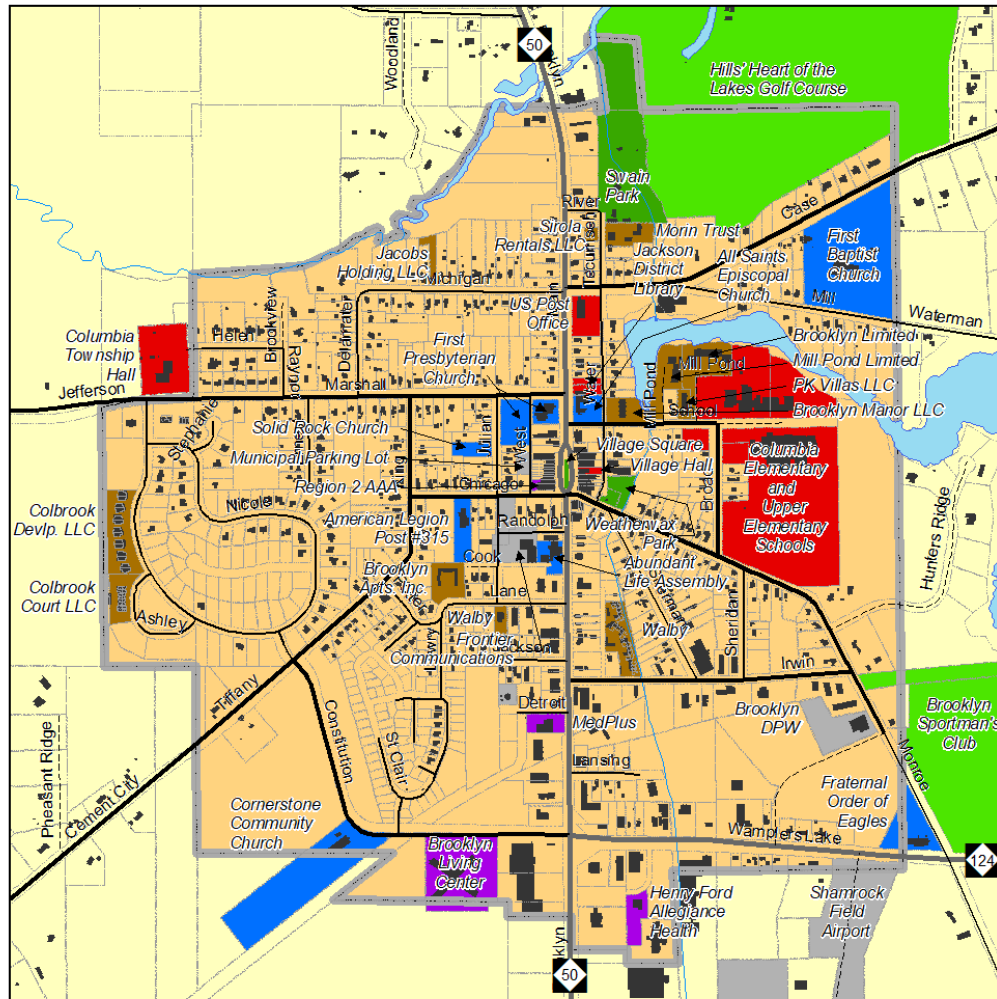 50
Brooklyn
Woodland
Hills' Heart of the
Lakes Golf Course
Swain
Park
River
Case
Sirola
Rentals LLC
Tecumseh
Morin Trust
Jackson
District
Library
All Saints
Episcopal
Church
First
Baptist
Church
Jacobs
Holding LLC
Michigan
US Post
Office
Mill
Waterman
Columbia
Township
Hall
Helen
Brookview
Raynor
Delamater
First
Presbyterian
Church
Water
Mill Pond
Mill Pond
Brooklyn Limited
Mill Pond Limited
PK Villas LLC
Brooklyn Manor LLC
Jefferson
Marshall
School
Stephanie
Solid Rock Church
Julian
West
Municipal Parking Lot
King
Village Square
Village Hall
Region 2 AAA
Chicago
Columbia
Elementary
and
Upper
Elementary
Schools
Nicole
Colbrook
Devlp. LLC
American Legion
Post #315
Randolph
Weatherwax
Park
Hunters Ridge
Cook
Abundant
Life Assembly
Brooklyn
Apts. Inc.
Lane
Colbrook
Court LLC
Ashley
Walby
Frontier
Communications
Jackson
Sherman
Walby
Sheridan
Irwin
Tiffany
Constitution
St Clair
Detroit
MedPlus
Brooklyn
DPW
Brooklyn
Sportman's
Club
Lansing
Monroe
Pheasant Ridge
Cement City
Cornerstone
Community
Church
Fraternal
Order of
Eagles
Wamplers Lake
124
Brooklyn
Living
Center
Henry Ford
Allegiance
Health
Shamrock
Field
Airport
50